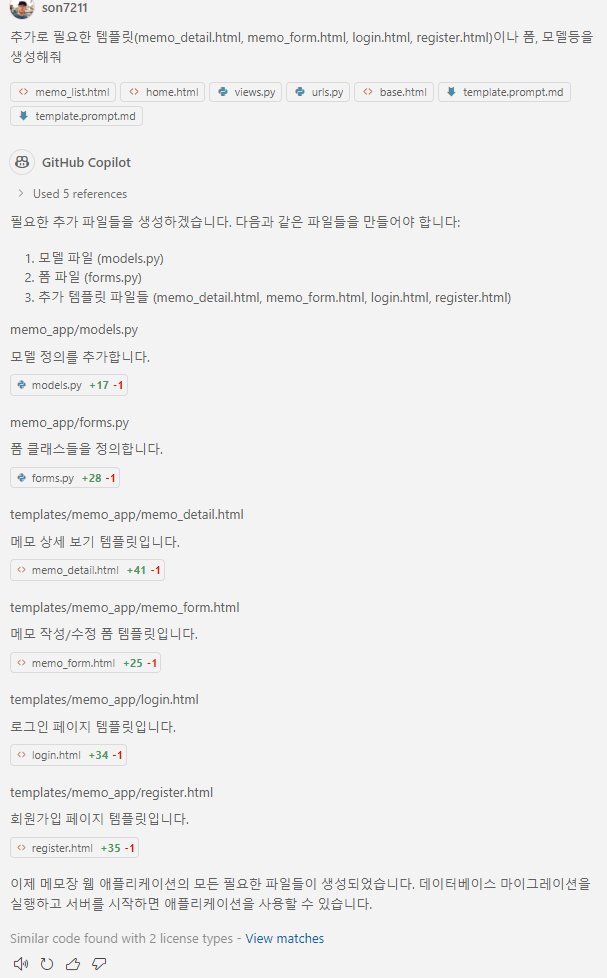 son7211
추가로 필요한 템플릿(memo_detail.html, memo_form.html, login.html, register.html)이나 폼, 모델등을
생성해줘
memo_list.html home.html views.py urls.py base.html template.prompt.md
template.prompt.md
GitHub Copilot
Used 5 references
필요한 추가 파일들을 생성하겠습니다. 다음과 같은 파일들을 만들어야 합니다:
1. 모델 파일 (models.py)
2. 폼 파일 (forms.py)
3. 추가 템플릿 파일들 (memo_detail.html, memo_form.html, login.html, register.html)
memo_app/models.py
모델 정의를 추가합니다.
models.py +17 -1
memo_app/forms.py
폼 클래스들을 정의합니다.
forms.py +28 -1
templates/memo_app/memo_detail.html
메모 상세 보기 템플릿입니다.
memo_detail.html +41 -1
templates/memo_app/memo_form.html
메모 작성/수정 폼 템플릿입니다.
memo_form.html +25 -1
templates/memo_app/login.html
로그인 페이지 템플릿입니다.
login.html +34 -1
templates/memo_app/register.html
회원가입 페이지 템플릿입니다.
register.html +35 -1
이제 메모장 웹 애플리케이션의 모든 필요한 파일들이 생성되었습니다. 데이터베이스 마이그레이션을
실행하고 서버를 시작하면 애플리케이션을 사용할 수 있습니다.
Similar code found with 2 license types - View matches